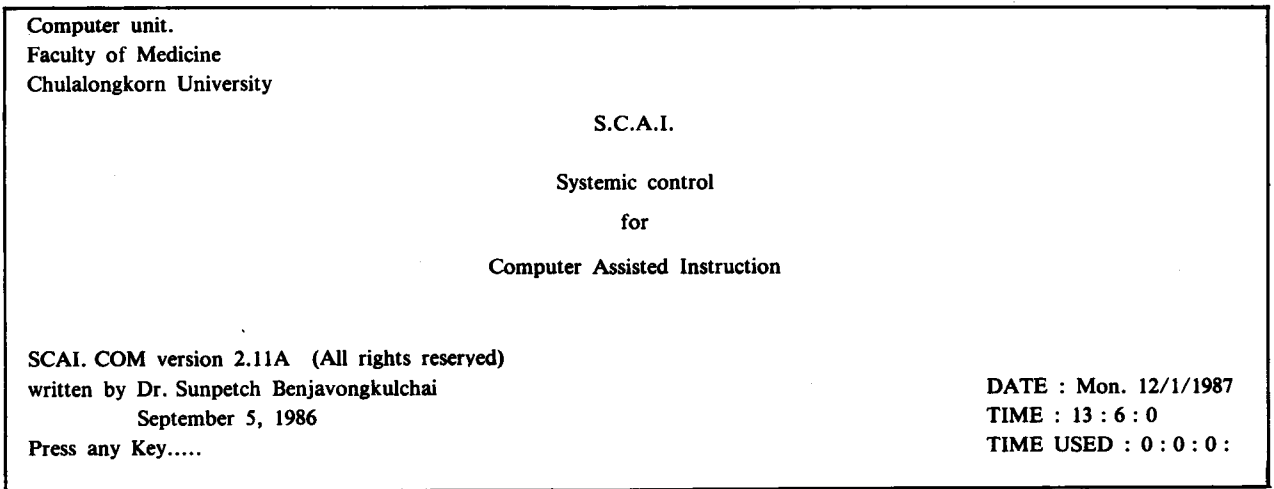 Computer unit.
Faculty of Medicine
Chulalongkorn University
S.C.A.I.
Systemic control
for
Computer Assisted Instruction
SCAI. COM version 2.11A (All rights reserved)
written by Dr. Sunpetch Benjavongkulchai
September 5, 1986
Press any Key.....
DATE : Mon. 12/1/1987
TIME : 13 : 6 : 0
TIME USED : 0 : 0 : 0 :